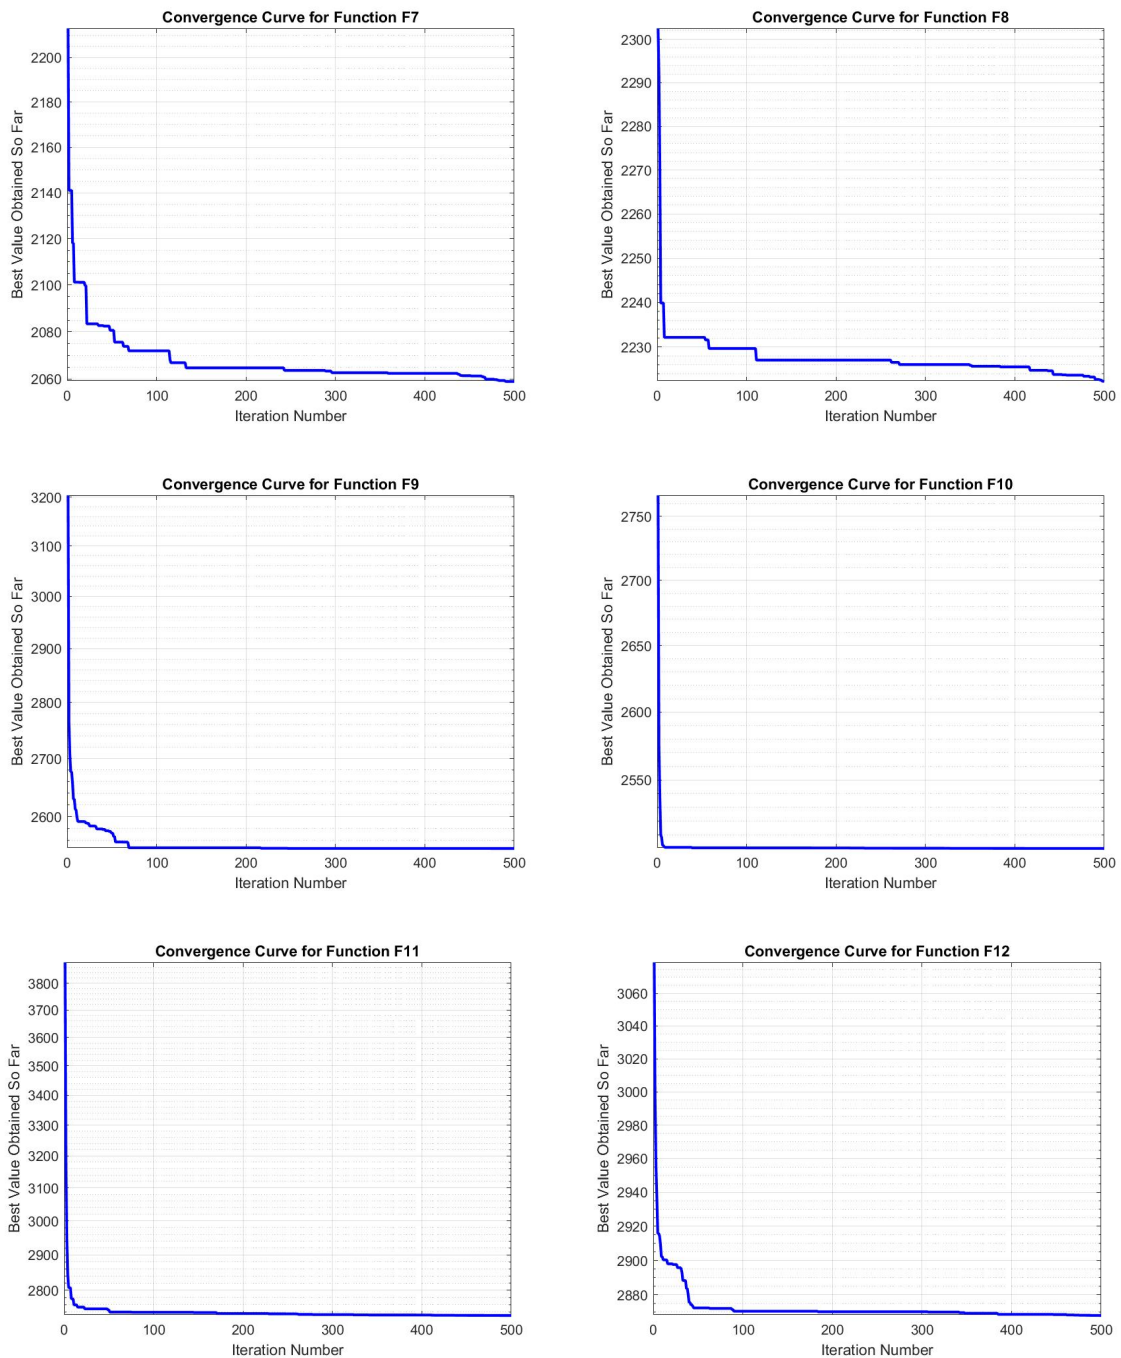 Convergence Curve for Function F7
Best Value Obtained So Far
2200
2180
2160
2140
2120
2100
2080
2060
0 100 200 300 400 500
Iteration Number
Convergence Curve for Function F8
Best Value Obtained So Far
2300
2290
2280
2270
2260
2250
2240
2230
0 100 200 300 400 500
Iteration Number
Convergence Curve for Function F9
Best Value Obtained So Far
3200
3100
3000
2900
2800
2700
2600
0 100 200 300 400 500
Iteration Number
Convergence Curve for Function F10
Best Value Obtained So Far
2750
2700
2650
2600
2550
0 100 200 300 400 500
Iteration Number
Convergence Curve for Function F11
Best Value Obtained So Far
3800
3700
3600
3500
3400
3300
3200
3100
3000
2900
2800
0 100 200 300 400 500
Iteration Number
Convergence Curve for Function F12
Best Value Obtained So Far
3060
3040
3020
3000
2980
2960
2940
2920
2900
2880
0 100 200 300 400 500
Iteration Number